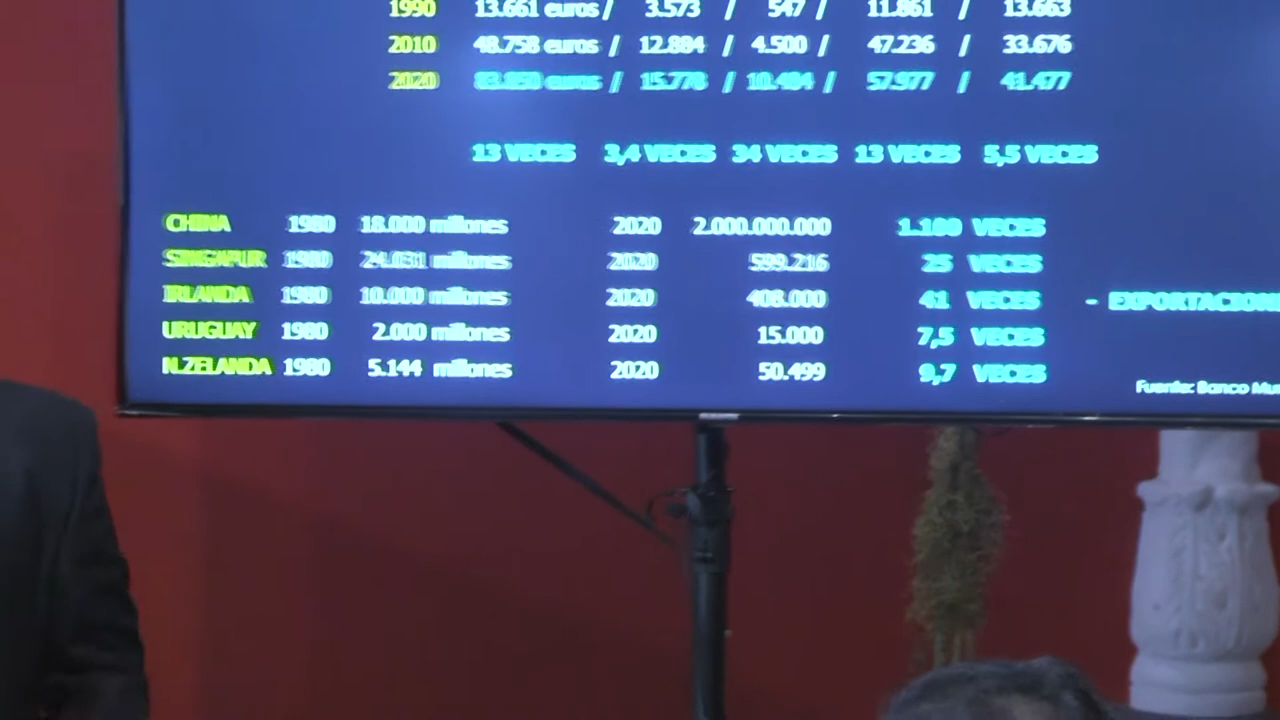 1990 13.661 euros / 3.573 / 547 / 11.861 / 13.663
2010 48.758 euros / 12.884 / 4.500 / 47.236 / 33.676
2020 83.850 euros / 15.778 / 10.484 / 57.977 / 41.477
13 VECES 3,4 VECES 34 VECES 13 VECES 5,5 VECES
CHINA 1980 18.000 millones 2020 2.000.000.000 1.100 VECES
SINGAPUR 1980 24.031 millones 2020 599.216 25 VECES
IRLANDA 1980 10.000 millones 2020 408.000 41 VECES - EXPORTACION
URUGUAY 1980 2.000 millones 2020 15.000 7,5 VECES
N.ZELANDA 1980 5.144 millones 2020 50.499 9,7 VECES
Fuente: Banco Mun